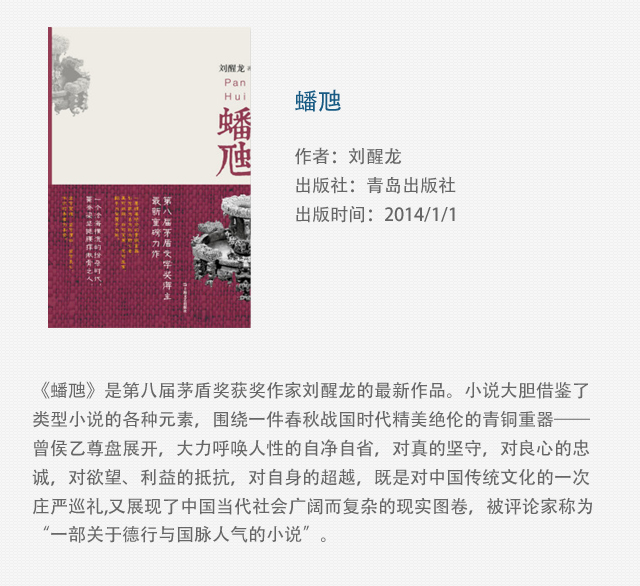 刘醒龙
Pan
Hui
蟠虺
第八届茅盾文学奖得主
最新重磅力作
蟠虺
作者：刘醒龙
出版社：青岛出版社
出版时间：2014/1/1
《蟠虺》是第八届茅盾奖获奖作家刘醒龙的最新作品。小说大胆借鉴了
类型小说的各种元素，围绕一件春秋战国时代精美绝伦的青铜重器——
曾侯乙尊盘展开，大力呼唤人性的自净自省，对真的坚守，对良心的忠
诚，对欲望、利益的抵抗，对自身的超越，既是对中国传统文化的一次
庄严巡礼,又展现了中国当代社会广阔而复杂的现实图卷，被评论家称为
“一部关于德行与国脉人气的小说”。